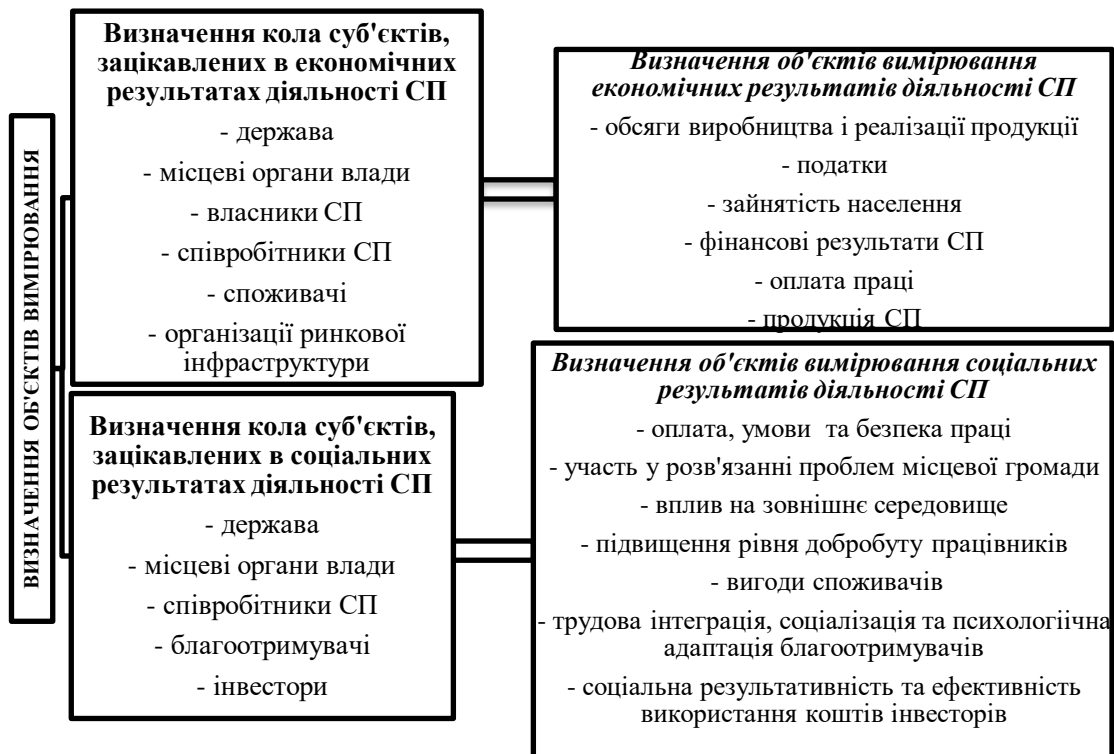 ВИЗНАЧЕННЯ ОБ'ЄКТІВ ВИМІРЮВАННЯ
Визначення кола суб'єктів,
зацікавлених в економічних
результатах діяльності СП
- держава
- місцеві органи влади
- власники СП
- співробітники СП
- споживачі
- організації ринкової
інфраструктури
Визначення об'єктів вимірювання
економічних результатів діяльності СП
- обсяги виробництва і реалізації продукції
- податки
- зайнятість населення
- фінансові результати СП
- оплата праці
- продукція СП
Визначення кола суб'єктів,
зацікавлених в соціальних
результатах діяльності СП
- держава
- місцеві органи влади
- співробітники СП
- благоотримувачі
- інвестори
Визначення об'єктів вимірювання соціальних
результатів діяльності СП
- оплата, умови та безпека праці
- участь у розв'язанні проблем місцевої громади
- вплив на зовнішнє середовище
- підвищення рівня добробуту працівників
- вигоди споживачів
- трудова інтеграція, соціалізація та психологіічна
адаптація благоотримувачів
- соціальна результативність та ефективність
використання коштів інвесторів